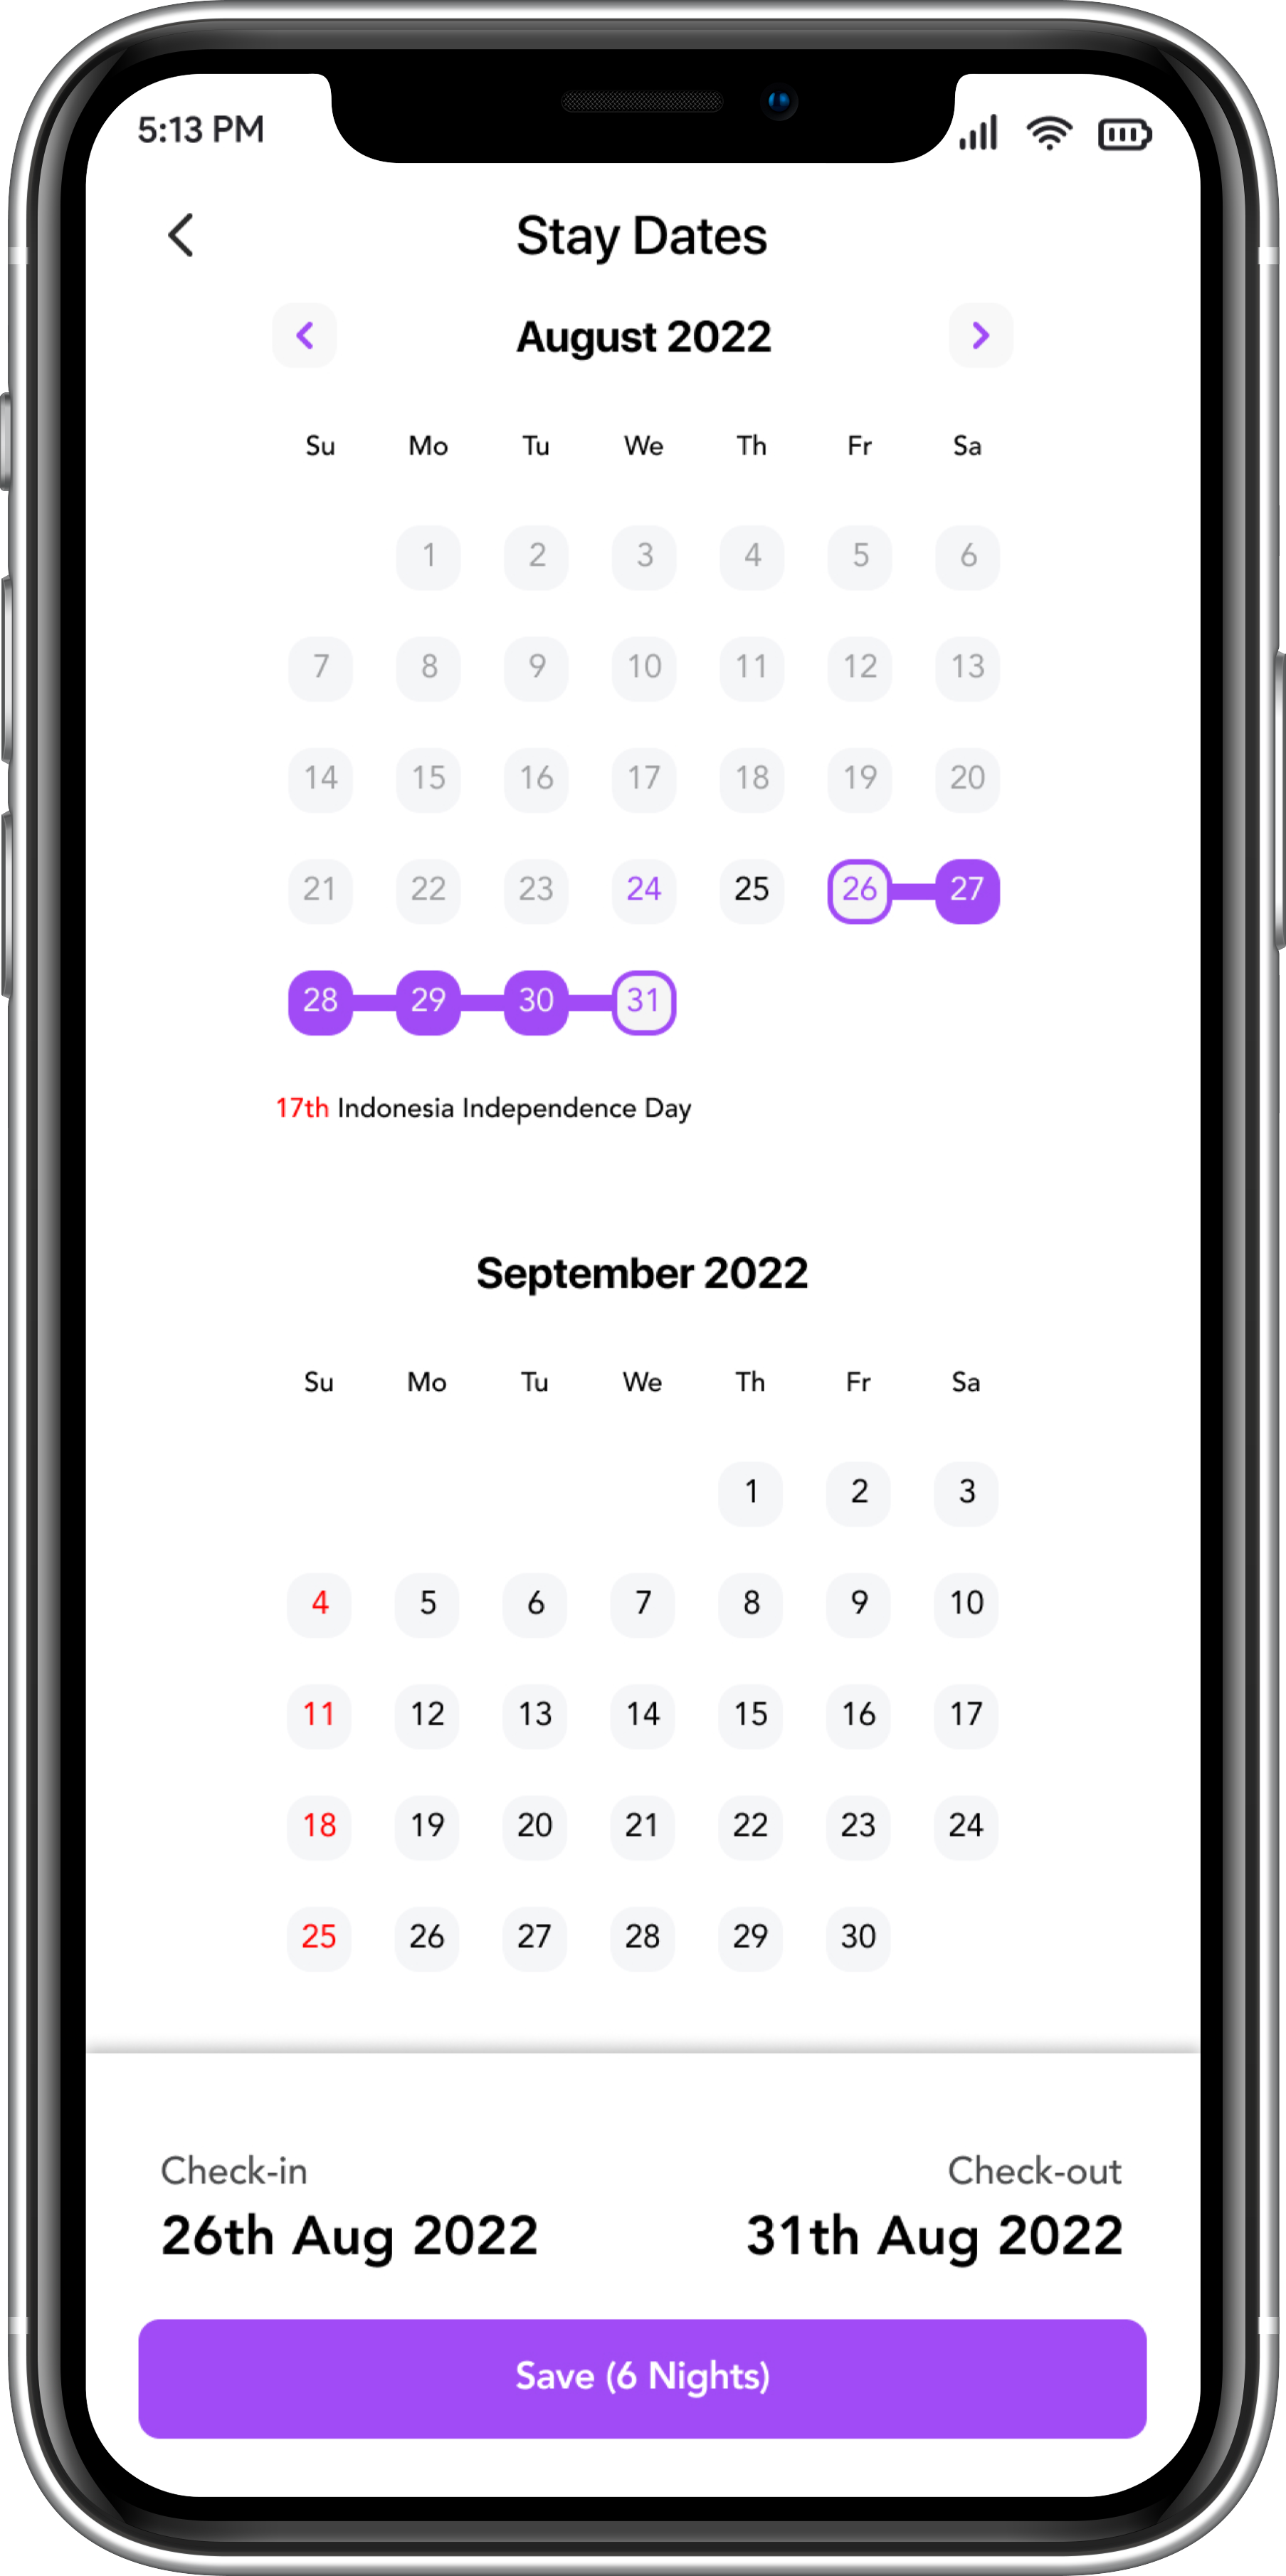 5:13 PM
Stay Dates
August 2022
Su Mo Tu We Th Fr Sa
1 2 3 4 5 6
7 8 9 10 11 12 13
14 15 16 17 18 19 20
21 22 23 24 25 26 27
28 29 30 31
17th Indonesia Independence Day
September 2022
Su Mo Tu We Th Fr Sa
1 2 3
4 5 6 7 8 9 10
11 12 13 14 15 16 17
18 19 20 21 22 23 24
25 26 27 28 29 30
Check-in Check-out
26th Aug 2022 31th Aug 2022
Save (6 Nights)